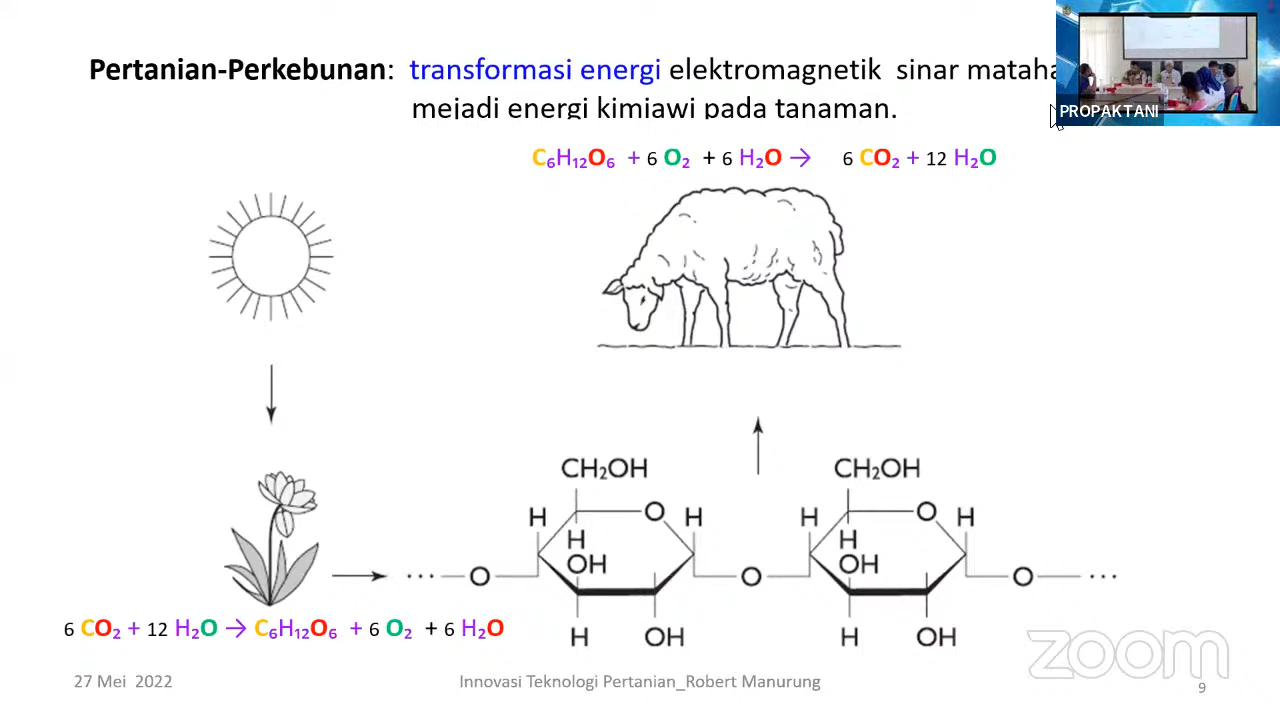 Pertanian-Perkebunan: transformasi energi elektromagnetik sinar mataha
mejadi energi kimiawi pada tanaman.
PROPAKTANI
C₆H₁₂O₆ + 6 O₂ + 6 H₂O → 6 CO₂ + 12 H₂O
CH₂OH CH₂OH
H O H H O H
H H
OH OH
··· O O O ···
6 CO₂ + 12 H₂O → C₆H₁₂O₆ + 6 O₂ + 6 H₂O
H OH H OH
zoom
27 Mei 2022 Innovasi Teknologi Pertanian_Robert Manurung 9